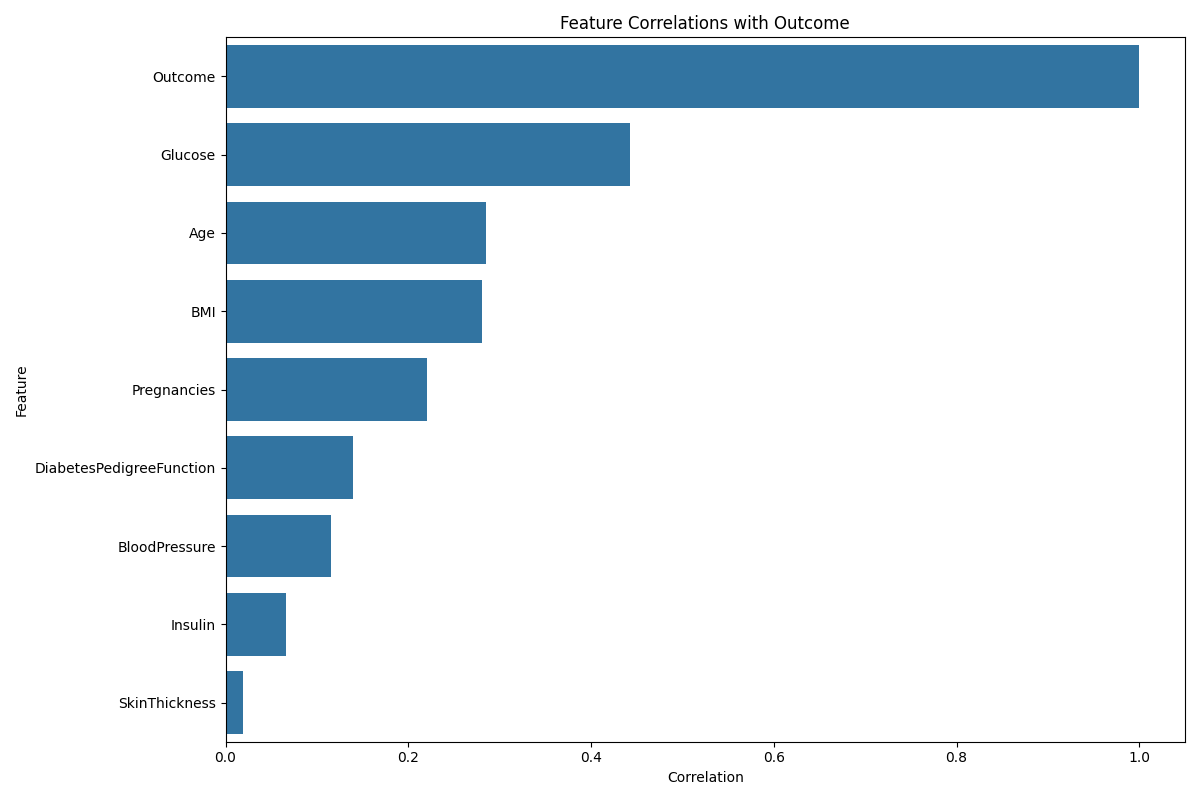 Feature Correlations with Outcome
Feature
Outcome
Glucose
Age
BMI
Pregnancies
DiabetesPedigreeFunction
BloodPressure
Insulin
SkinThickness
0.0 0.2 0.4 0.6 0.8 1.0
Correlation